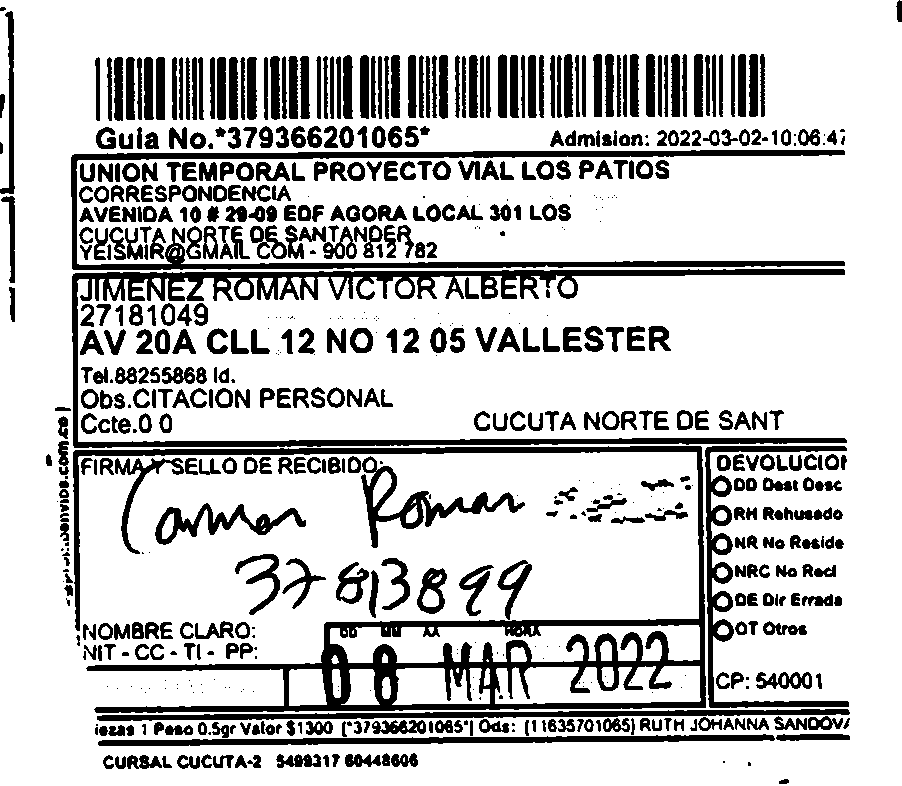 Guia No.*379366201065*
Admision: 2022-03-02-10:06:47
UNION TEMPORAL PROYECTO VIAL LOS PATIOS
CORRESPONDENCIA
AVENIDA 10 # 29-09 EDF AGORA LOCAL 301 LOS
CUCUTA NORTE DE SANTANDER
YEISMIR@GMAIL COM - 900 812 782
JIMENEZ ROMAN VICTOR ALBERTO
27181049
AV 20A CLL 12 NO 12 05 VALLESTER
Tel.88255868 Id.
Obs.CITACION PERSONAL
Ccte.0 0
CUCUTA NORTE DE SANT
FIRMA Y SELLO DE RECIBIDO:
Carmen Roman
37813899
NOMBRE CLARO:
NIT - CC - TI - PP:
DD MM AA HORA
08 MAR 2022
DEVOLUCIO
DD Dest Desc
RH Rehusado
NR No Reside
NRC No Recl
DE Dir Errada
OT Otros
CP: 540001
iezas 1 Peso 0.5gr Valor $1300 [*379366201065*] Ods: [11635701065] RUTH JOHANNA SANDOVA
CURSAL CUCUTA-2 5499317 60448606